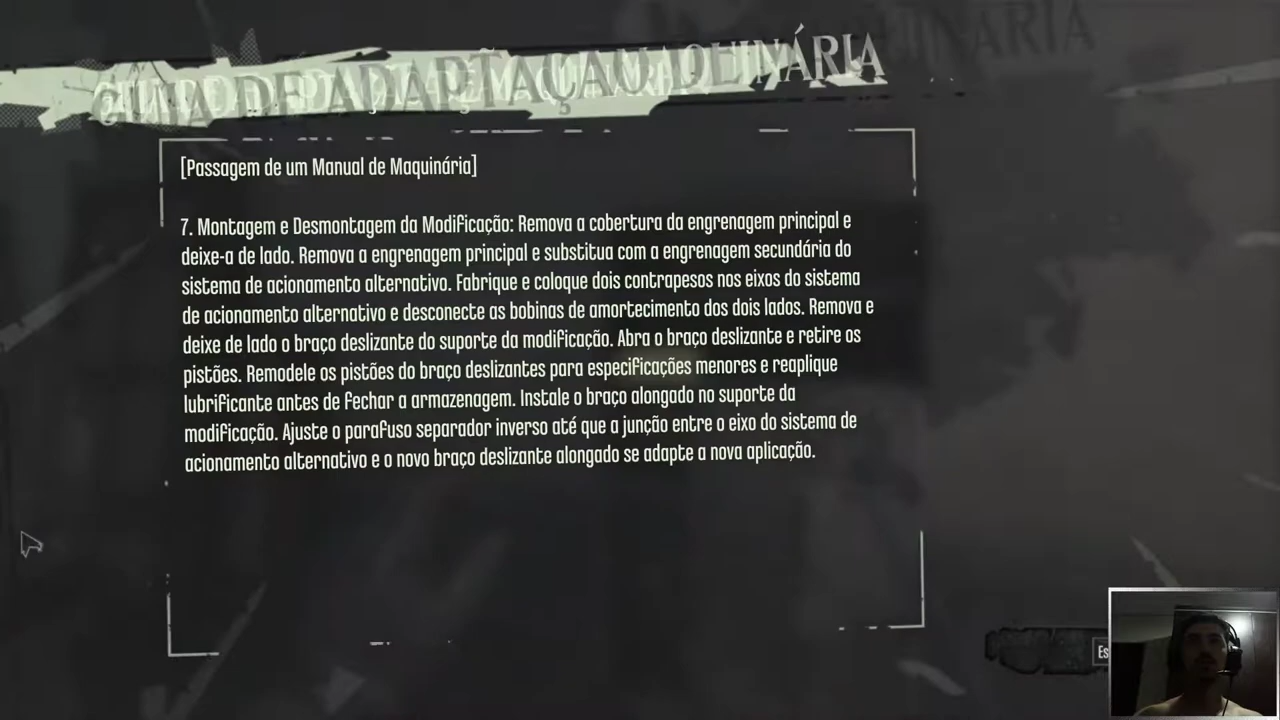 GUIA DE ADAPTAÇÃO MAQUINÁRIA
[Passagem de um Manual de Maquinária]
7. Montagem e Desmontagem da Modificação: Remova a cobertura da engrenagem principal e
deixe-a de lado. Remova a engrenagem principal e substitua com a engrenagem secundária do
sistema de acionamento alternativo. Fabrique e coloque dois contrapesos nos eixos do sistema
de acionamento alternativo e desconecte as bobinas de amortecimento dos dois lados. Remova e
deixe de lado o braço deslizante do suporte da modificação. Abra o braço deslizante e retire os
pistões. Remodele os pistões do braço deslizantes para especificações menores e reaplique
lubrificante antes de fechar a armazenagem. Instale o braço alongado no suporte da
modificação. Ajuste o parafuso separador inverso até que a junção entre o eixo do sistema de
acionamento alternativo e o novo braço deslizante alongado se adapte a nova aplicação.
Es